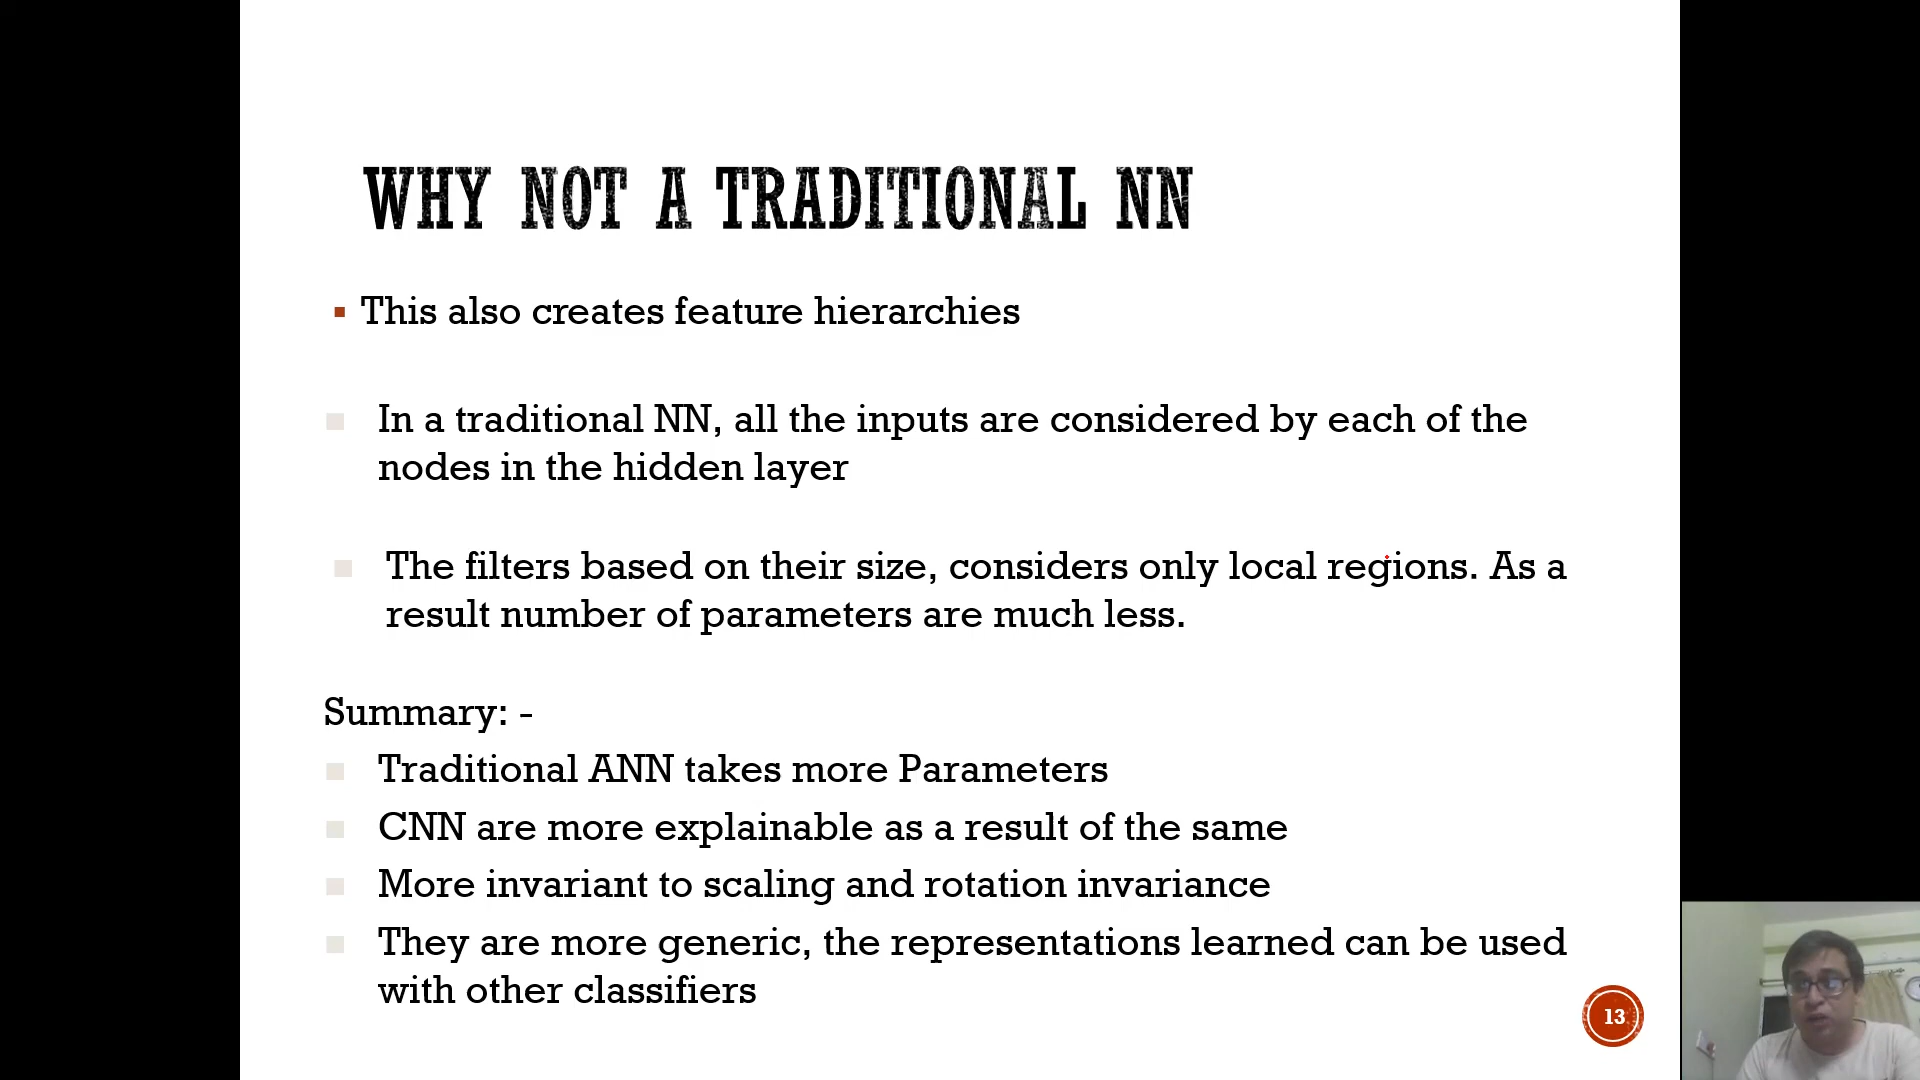 WHY NOT A TRADITIONAL NN
This also creates feature hierarchies
In a traditional NN, all the inputs are considered by each of the
nodes in the hidden layer
The filters based on their size, considers only local regions. As a
result number of parameters are much less.
Summary: -
Traditional ANN takes more Parameters
CNN are more explainable as a result of the same
More invariant to scaling and rotation invariance
They are more generic, the representations learned can be used
with other classifiers
13